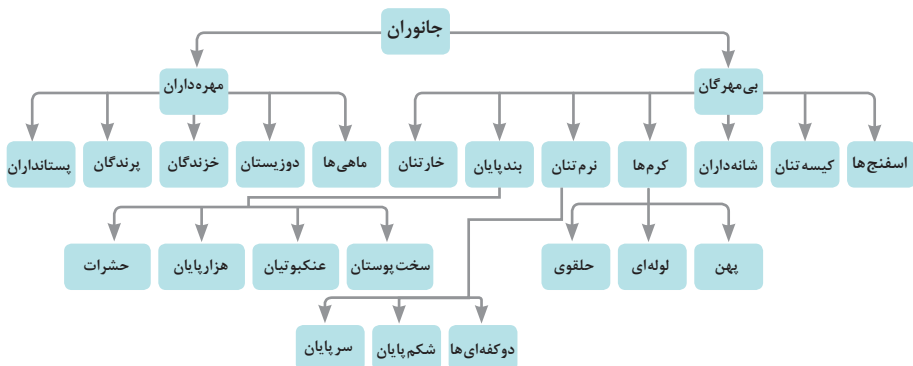 جانوران
بی‌مهرگان
مهره‌داران
اسفنج‌ها
کیسه‌تنان
شانه‌داران
کرم‌ها
نرم‌تنان
بندپایان
خارتنان
ماهی‌ها
دوزیستان
خزندگان
پرندگان
پستانداران
پهن
لوله‌ای
حلقوی
سخت‌پوستان
عنکبوتیان
هزارپایان
حشرات
دوکفه‌ای‌ها
شکم‌پایان
سرپایان